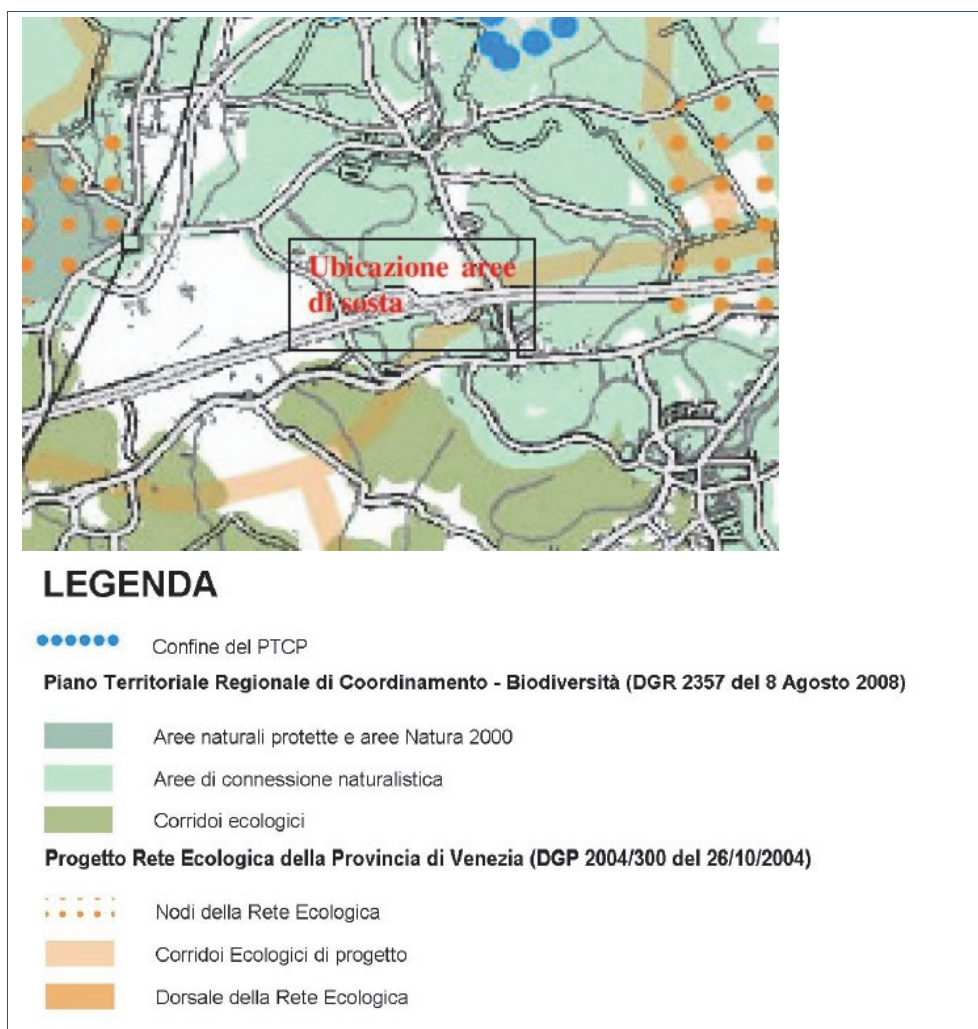 Ubicazione aree
di sosta
LEGENDA
Confine del PTCP
Piano Territoriale Regionale di Coordinamento - Biodiversità (DGR 2357 del 8 Agosto 2008)
Aree naturali protette e aree Natura 2000
Aree di connessione naturalistica
Corridoi ecologici
Progetto Rete Ecologica della Provincia di Venezia (DGP 2004/300 del 26/10/2004)
Nodi della Rete Ecologica
Corridoi Ecologici di progetto
Dorsale della Rete Ecologica